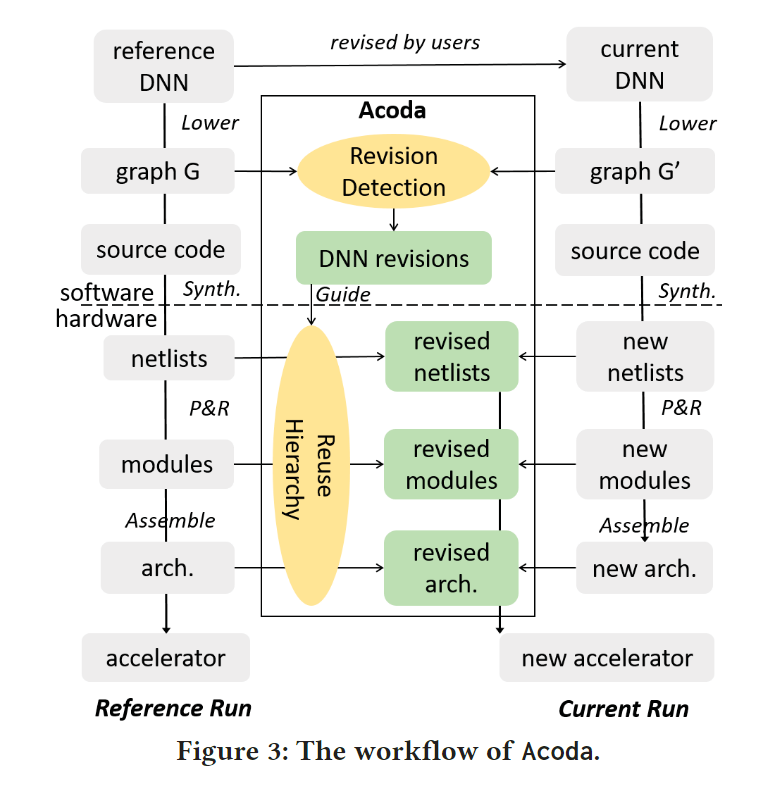 reference
DNN
revised by users
current
DNN
Acoda
Lower
Lower
graph G
Revision
Detection
graph G’
source code
DNN revisions
source code
software
Synth.
Guide
Synth.
hardware
netlists
revised
netlists
new
netlists
P&R
P&R
Reuse
Hierarchy
modules
revised
modules
new
modules
Assemble
Assemble
arch.
revised
arch.
new arch.
accelerator
new accelerator
Reference Run
Current Run
Figure 3: The workflow of Acoda.